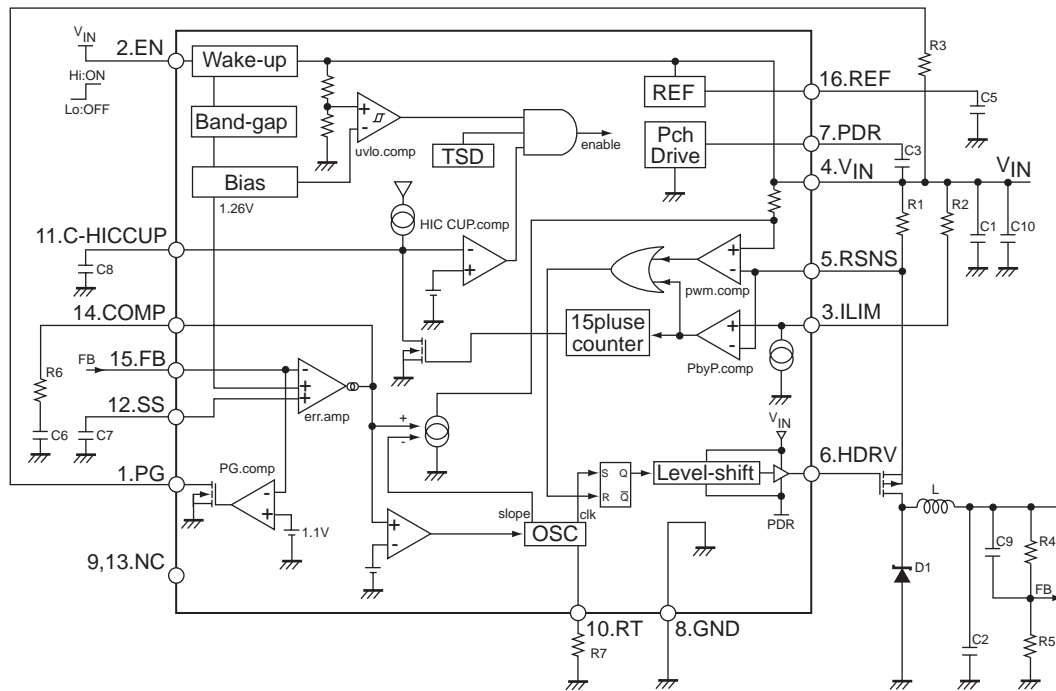 VIN
2.EN
Hi:ON
Lo:OFF
Wake-up
Band-gap
Bias
1.26V
uvlo.comp
TSD
enable
REF
Pch
Drive
16.REF
C5
7.PDR
C3
4.VIN
VIN
R3
R1
R2
C1
C10
11.C-HICCUP
C8
HIC CUP.comp
pwm.comp
5.RSNS
14.COMP
15pluse
counter
PbyP.comp
3.ILIM
FB
15.FB
R6
12.SS
C6
C7
err.amp
+
-
VIN
6.HDRV
1.PG
PG.comp
1.1V
S
Q
R
Q
Level-shift
PDR
slope
clk
OSC
L
9,13.NC
D1
C9
R4
FB
C2
R5
10.RT
R7
8.GND